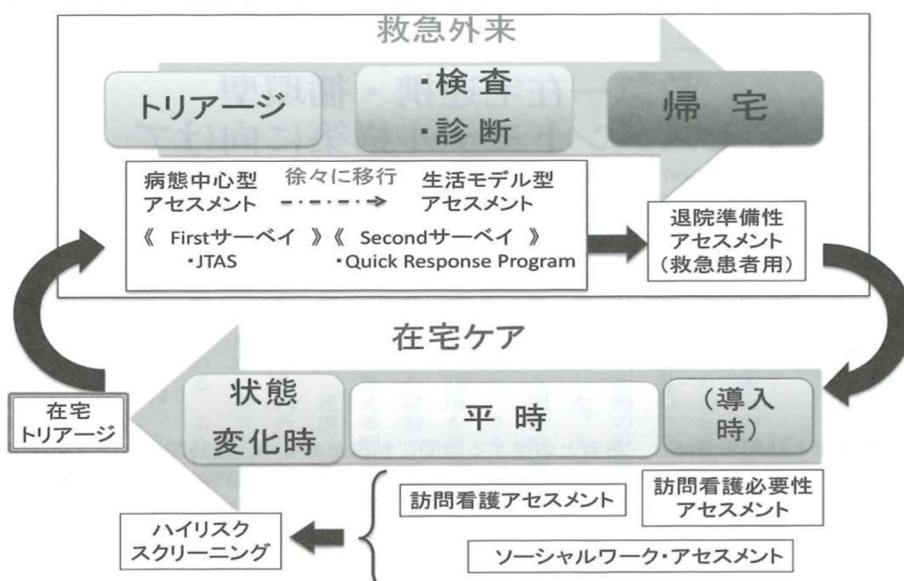 救急外来
トリアージ
・検査
・診断
帰宅
病態中心型
アセスメント
徐々に移行
生活モデル型
アセスメント
《 Firstサーベイ 》《 Secondサーベイ 》
・JTAS
・Quick Response Program
退院準備性
アセスメント
(救急患者用)
在宅ケア
在宅
トリアージ
状態
変化時
平時
(導入
時)
訪問看護アセスメント
訪問看護必要性
アセスメント
ハイリスク
スクリーニング
ソーシャルワーク・アセスメント